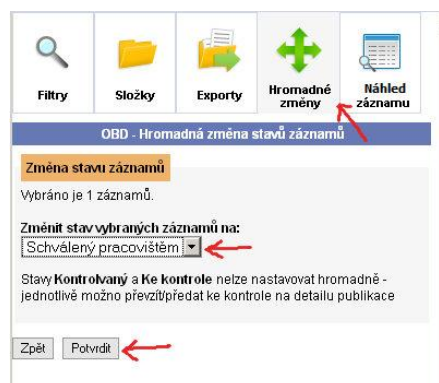 Filtry
Složky
Exporty
Hromadné
změny
Náhled
záznamu
OBD - Hromadná změna stavů záznamů
Změna stavu záznamů
Vybráno je 1 záznamů.
Změnit stav vybraných záznamů na:
Schválený pracovištěm
Stavy Kontrolvaný a Ke kontrole nelze nastavovat hromadně -
jednotlivě možno převzít/předat ke kontrole na detailu publikace
Zpět Potvrdit